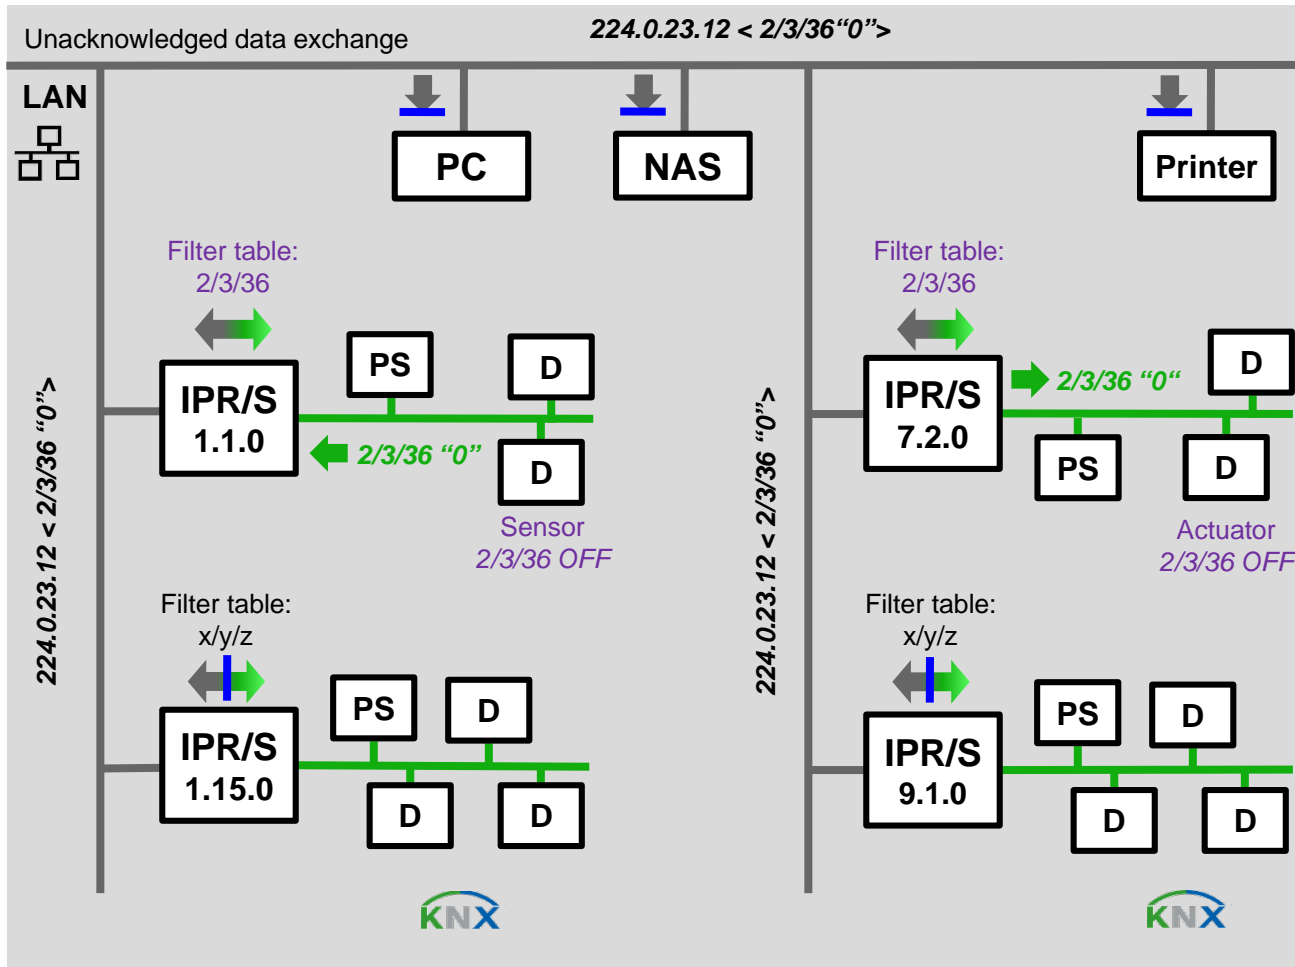 Unacknowledged data exchange
224.0.23.12 < 2/3/36“0”>
LAN
PC
NAS
Printer
Filter table:
2/3/36
Filter table:
2/3/36
224.0.23.12 < 2/3/36 “0”>
IPR/S
1.1.0
PS
D
2/3/36 “0”
D
Sensor
2/3/36 OFF
224.0.23.12 < 2/3/36 “0”>
IPR/S
7.2.0
2/3/36 “0“
D
PS
D
Actuator
2/3/36 OFF
Filter table:
x/y/z
IPR/S
1.15.0
PS
D
D
D
Filter table:
x/y/z
IPR/S
9.1.0
PS
D
D
D
KNX
KNX